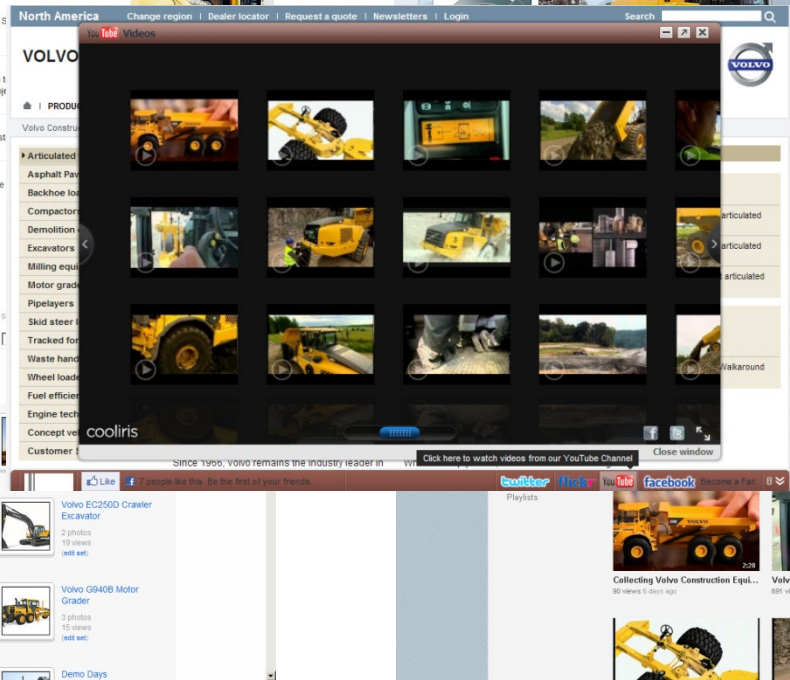 North America
Change region | Dealer locator | Request a quote | Newsletters | Login
Search
YouTube Videos
VOLVO
VOLVO
PRODU
Volvo Constru
Articulated
Asphalt Pav
Backhoe loa
Compactors
Demolition
Excavators
Milling equi
Motor grade
Pipelayers
Skid steer l
Tracked for
Waste hand
Wheel loade
Fuel efficien
Engine tech
Concept veh
Customer S
articulated
articulated
articulated
Walkaround
cooliris
Click here to watch videos from our YouTube Channel
Close window
Since 1966, Volvo remains the industry leader in
Like
7 people like this. Be the first of your friends.
twitter
flickr
YouTube
facebook
Become a Fan
Volvo EC250D Crawler
Excavator
2 photos
19 views
(edit set)
Volvo G940B Motor
Grader
3 photos
15 views
(edit set)
Demo Days
Playlists
VOLVO
2:28
Collecting Volvo Construction Equi...
90 views 6 days ago
Volv
691 vi